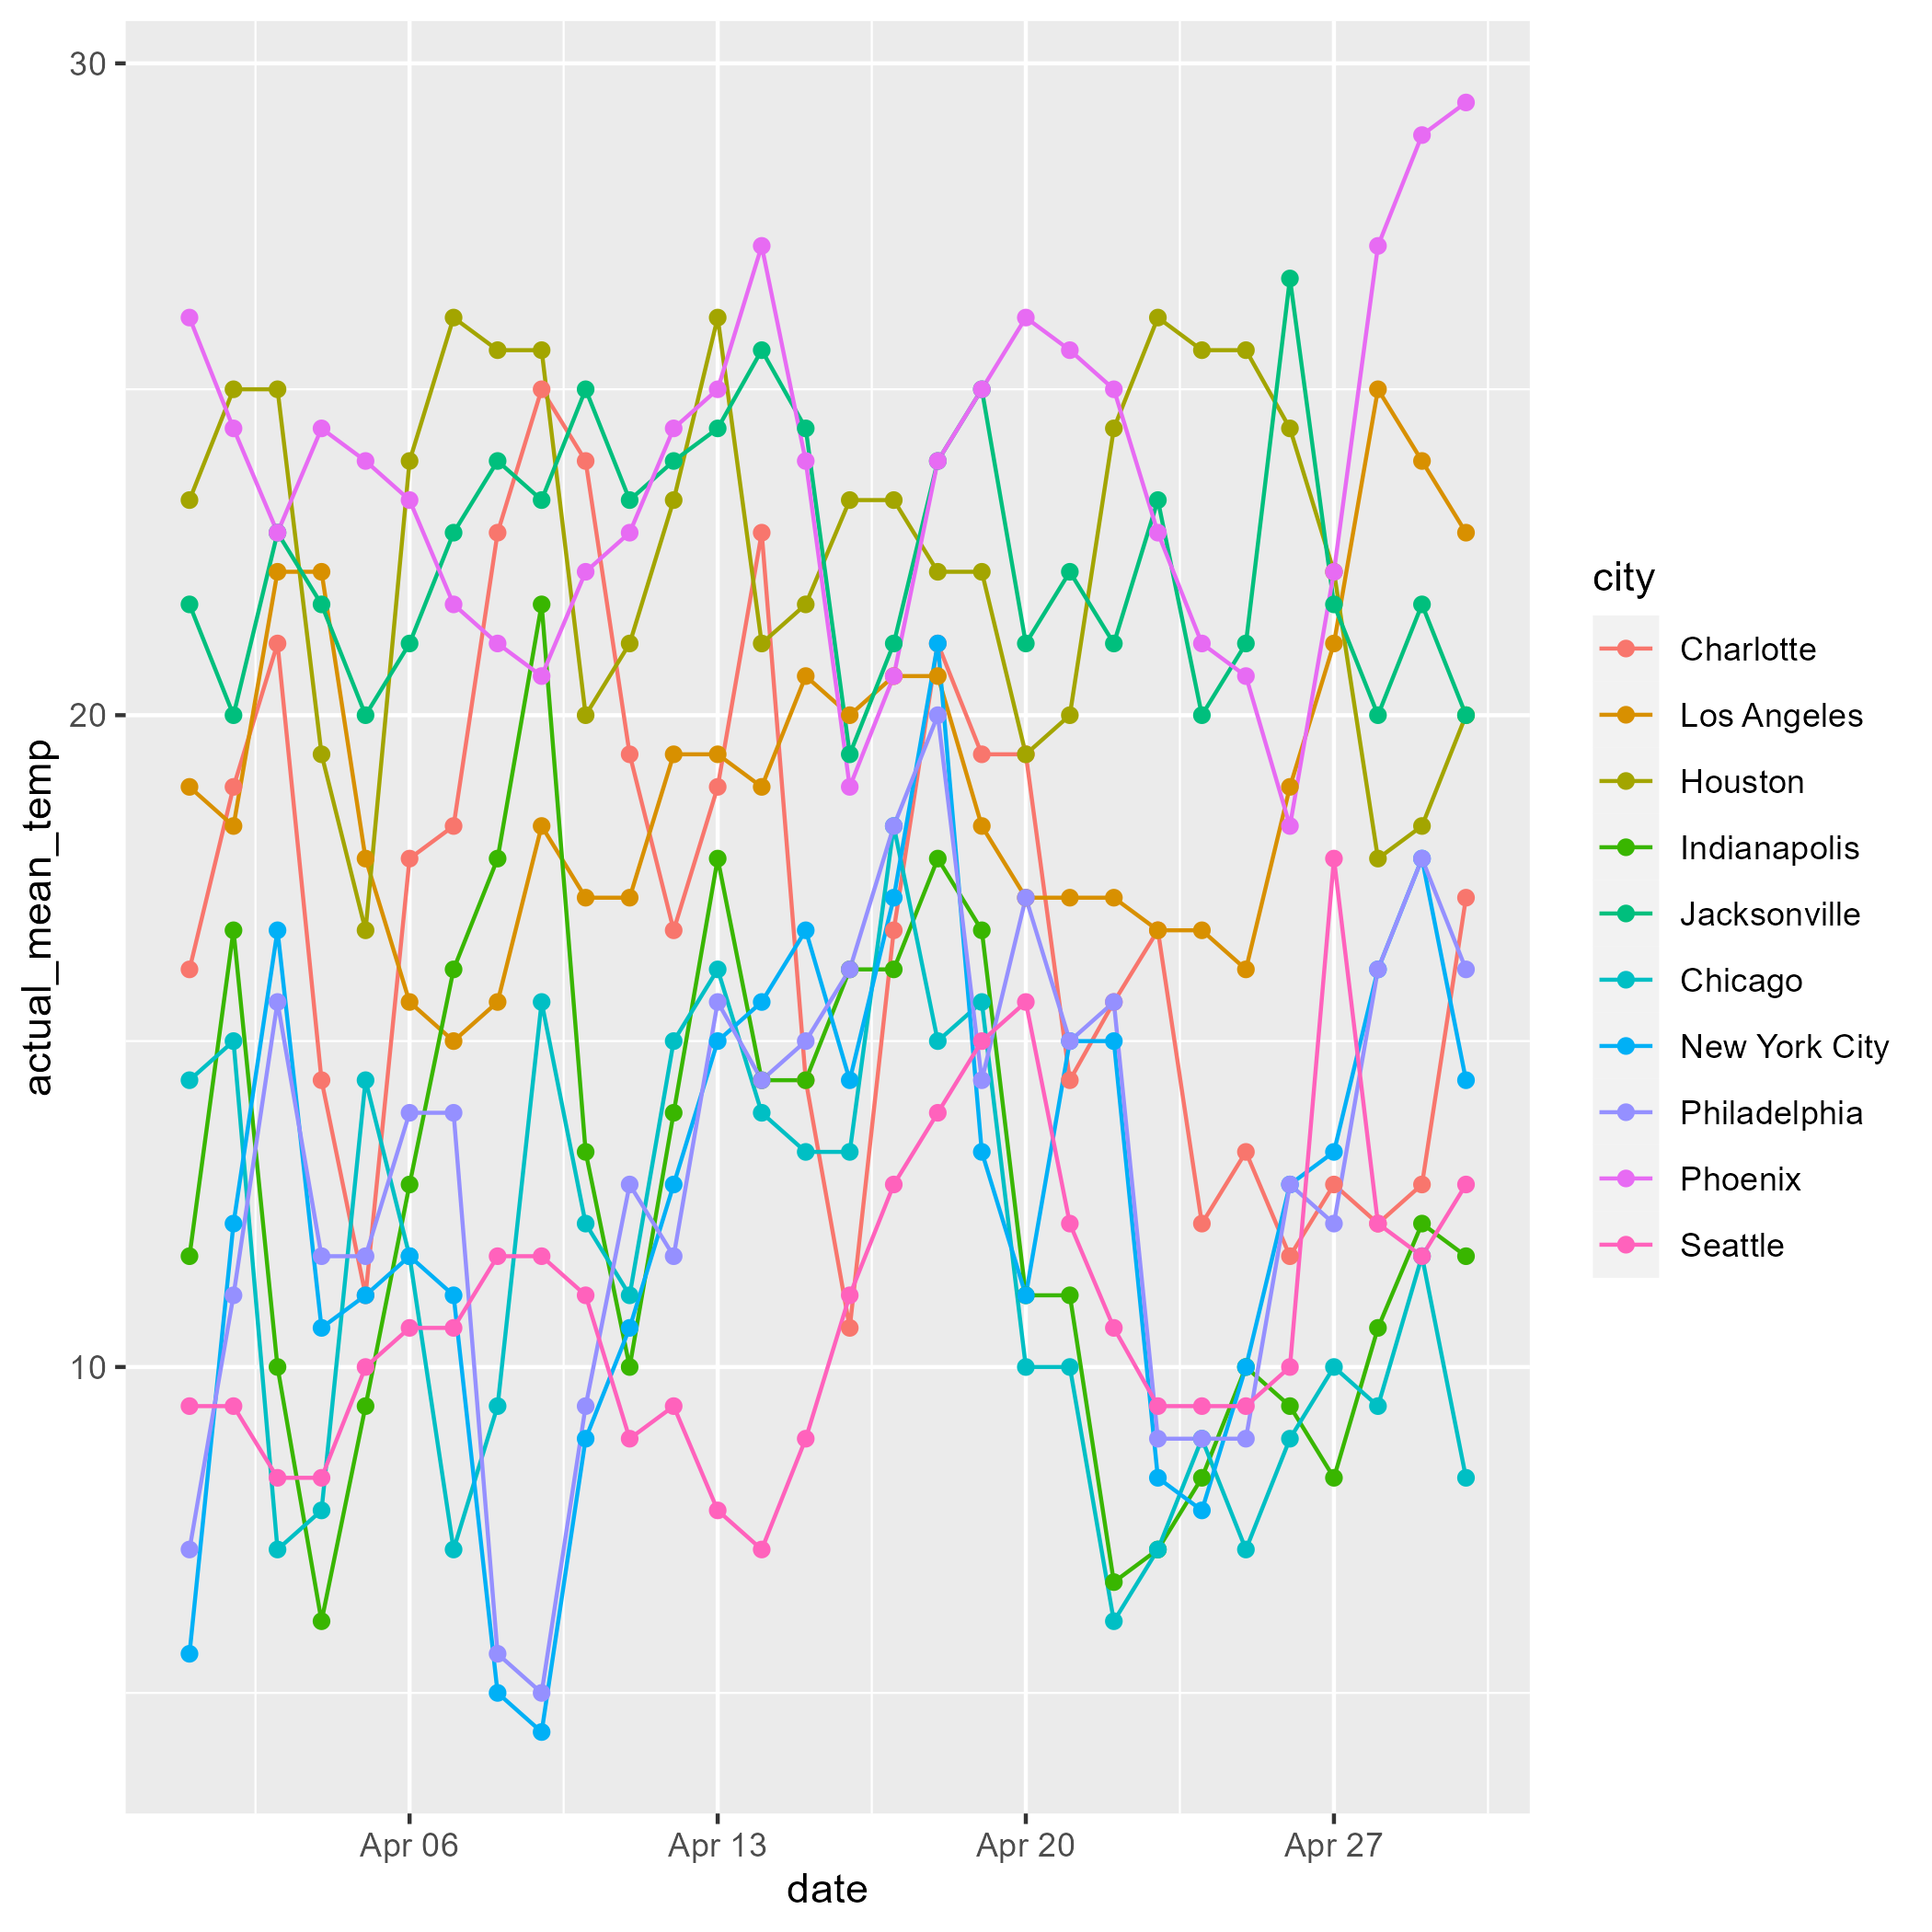 30
20
10
actual_mean_temp
Apr 06
Apr 13
Apr 20
Apr 27
date
city
Charlotte
Los Angeles
Houston
Indianapolis
Jacksonville
Chicago
New York City
Philadelphia
Phoenix
Seattle